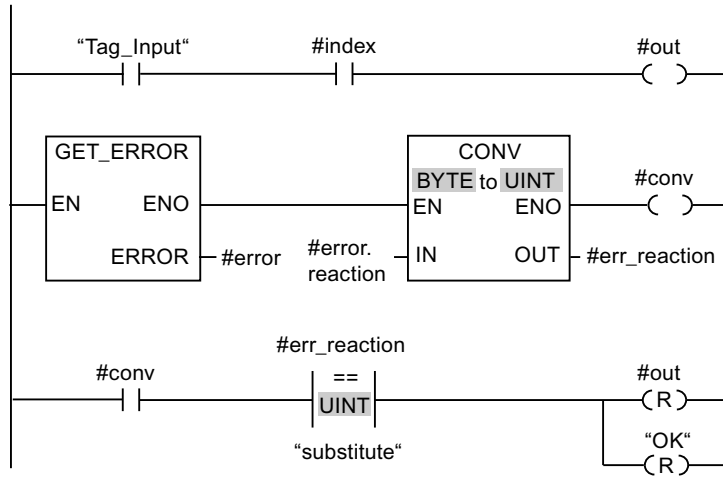 “Tag_Input“ #index #out
GET_ERROR CONV
BYTE to UINT #conv
EN ENO EN ENO
ERROR #error #error. IN OUT #err_reaction
reaction
#err_reaction
#conv == #out
UINT R
“substitute“ “OK“
R